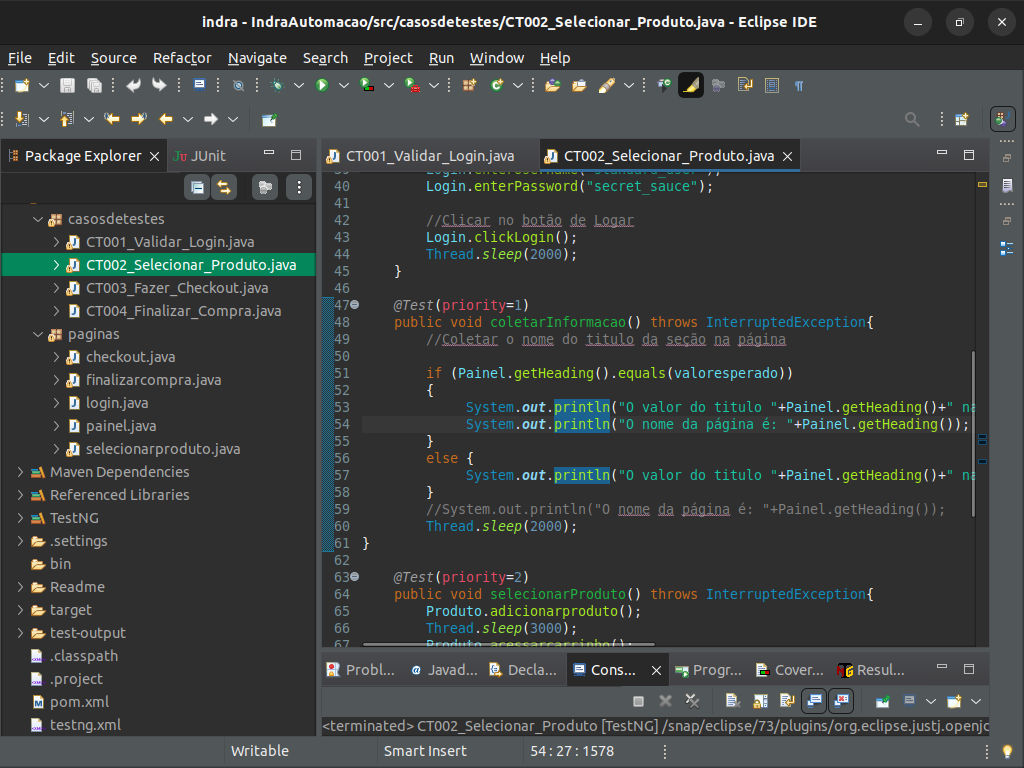 indra - IndraAutomacao/src/casosdetestes/CT002_Selecionar_Produto.java - Eclipse IDE
File Edit Source Refactor Navigate Search Project Run Window Help
Package Explorer
JUnit
casosdetestes
CT001_Validar_Login.java
CT002_Selecionar_Produto.java
CT003_Fazer_Checkout.java
CT004_Finalizar_Compra.java
paginas
checkout.java
finalizarcompra.java
login.java
painel.java
selecionarproduto.java
Maven Dependencies
Referenced Libraries
TestNG
.settings
bin
Readme
target
test-output
.classpath
.project
pom.xml
testng.xml
CT001_Validar_Login.java
CT002_Selecionar_Produto.java
39 Login.enterUsername("standard_user");
40 Login.enterPassword("secret_sauce");
41
42 //Clicar no botão de Logar
43 Login.clickLogin();
44 Thread.sleep(2000);
45 }
46
47 @Test(priority=1)
48 public void coletarInformacao() throws InterruptedException{
49 //Coletar o nome do titulo da seção na página
50
51 if (Painel.getHeading().equals(valoresperado))
52 {
53 System.out.println("O valor do titulo "+Painel.getHeading()+" na
54 System.out.println("O nome da página é: "+Painel.getHeading());
55 }
56 else {
57 System.out.println("O valor do titulo "+Painel.getHeading()+" na
58 }
59 //System.out.println("O nome da página é: "+Painel.getHeading());
60 Thread.sleep(2000);
61 }
62
63 @Test(priority=2)
64 public void selecionarProduto() throws InterruptedException{
65 Produto.adicionarproduto();
66 Thread.sleep(3000);
67 Produto.acessarcarrinho();
Probl... Javad... Decla... Cons... Progr... Cover... Resul...
<terminated> CT002_Selecionar_Produto [TestNG] /snap/eclipse/73/plugins/org.eclipse.justj.openjc
Writable Smart Insert 54 : 27 : 1578